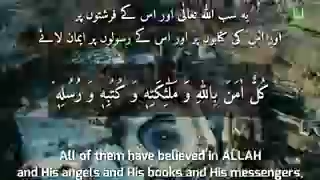 یہ سب اللہ تعالیٰ اور اس کے فرشتوں پر
اور اس کی کتابوں پر اور اس کے رسولوں پر ایمان لائے
كُلٌّ اٰمَنَ بِاللّٰهِ وَ مَلٰٓئِكَتِهٖ وَ كُتُبِهٖ وَ رُسُلِهٖ
All of them have believed in ALLAH
and His angels and His books and His messengers,